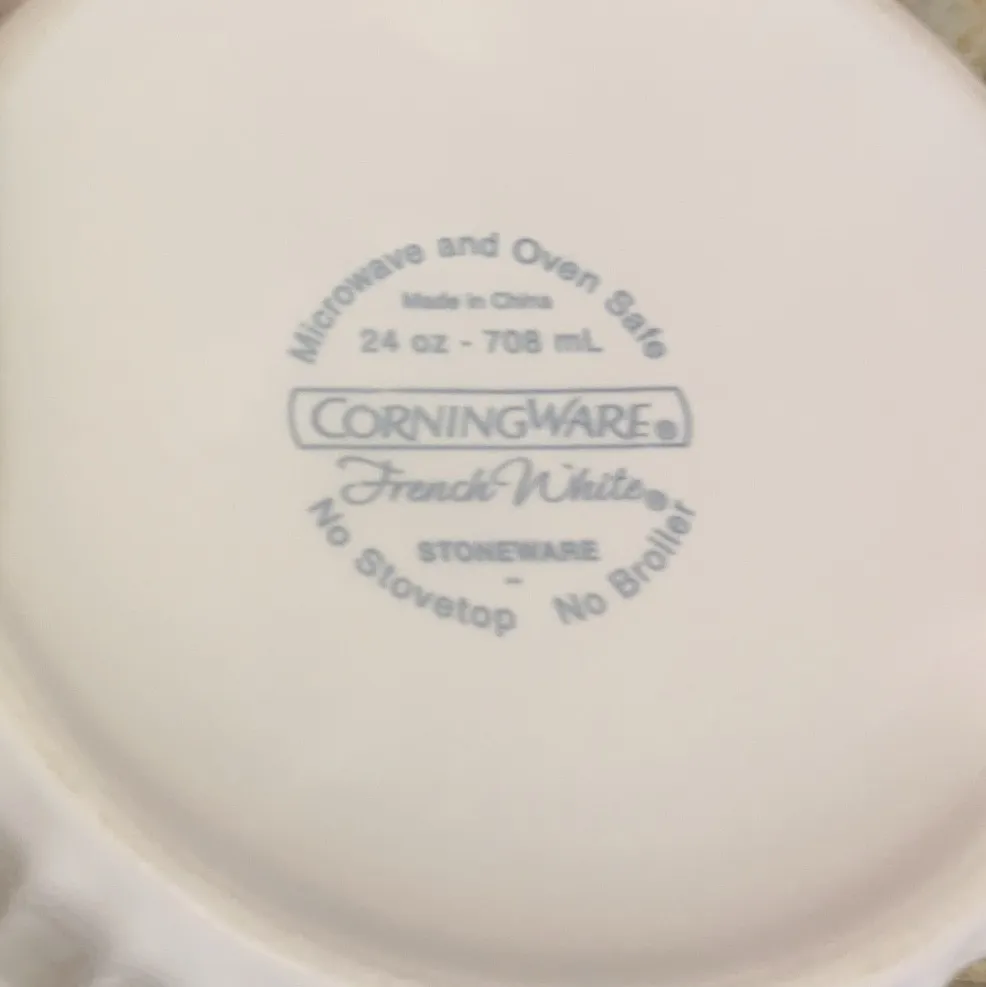 Microwave and Oven Safe
Made in China
24 oz - 708 mL
CORNINGWARE®
French White®
STONEWARE
-
No Stovetop No Broiler